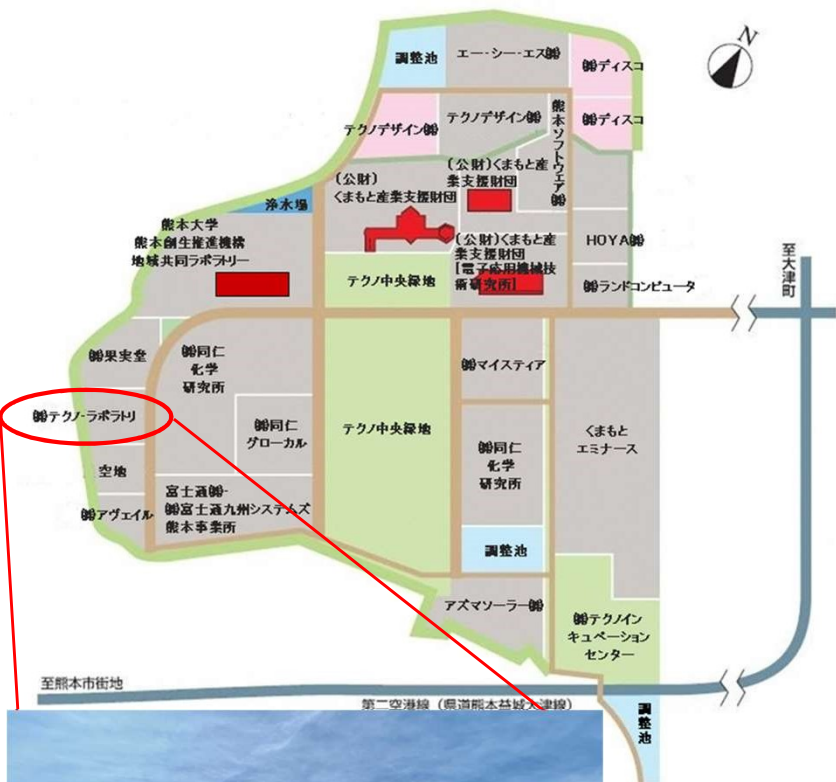 N
調整池
エー・シー・エス㈱
㈱ディスコ
テクノデザイン㈱
テクノデザイン㈱
熊本ソフトウェア㈱
㈱ディスコ
(公財)
くまもと産業支援財団
(公財)くまもと産
業支援財団
浄水場
熊本大学
熊本創生推進機構
地域共同ラボラトリー
(公財)くまもと産
業支援財団
[電子応用機械技
術研究所]
HOYA㈱
テクノ中央緑地
㈱ランドコンピュータ
至大津町
㈱果実堂
㈱同仁
化学
研究所
㈱マイスティア
㈱テクノ・ラボラトリ
㈱同仁
グローカル
テクノ中央緑地
くまもと
エミナース
㈱同仁
化学
研究所
空地
㈱アヴェイル
富士通㈱・
㈱富士通九州システムズ
熊本事業所
調整池
アズマソーラー㈱
㈱テクノイン
キュベーション
センター
至熊本市街地
第二空港線(県道熊本益城大津線)
調整池